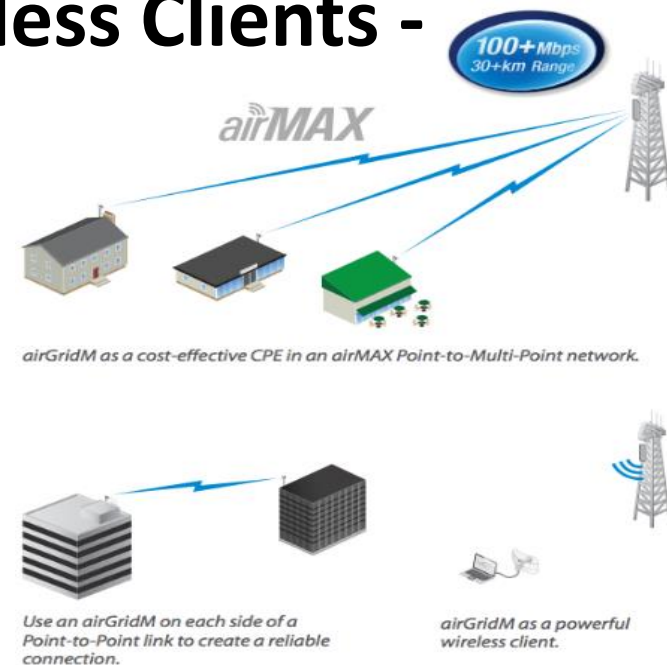 less Clients -
100+ Mbps
30+km Range
airMAX
airGridM as a cost-effective CPE in an airMAX Point-to-Multi-Point network.
Use an airGridM on each side of a
Point-to-Point link to create a reliable
connection.
airGridM as a powerful
wireless client.